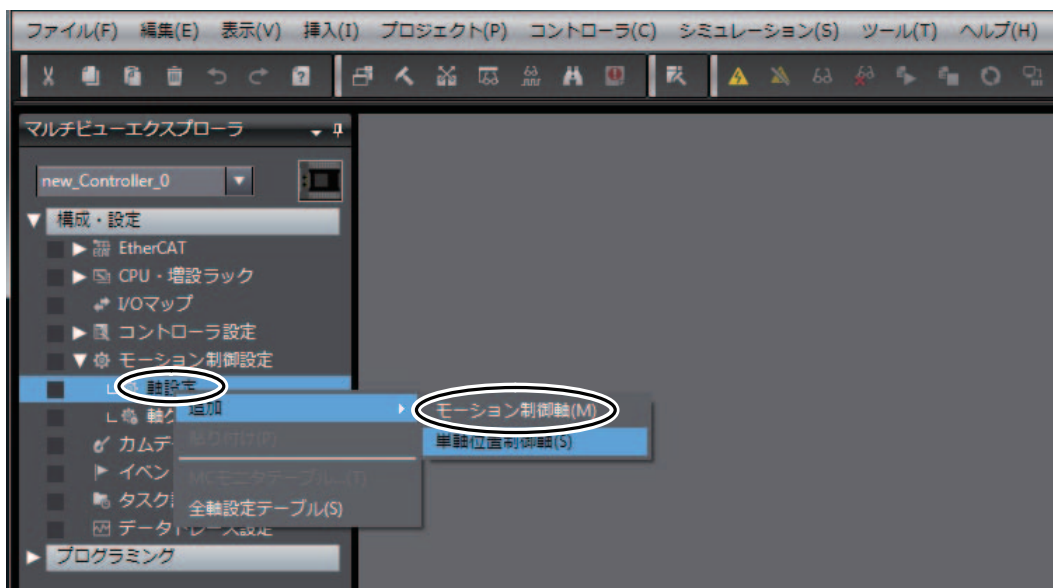 ファイル(F) 編集(E) 表示(V) 挿入(I) プロジェクト(P) コントローラ(C) シミュレーション(S) ツール(T) ヘルプ(H)
マルチビューエクスプローラ
new_Controller_0
構成・設定
EtherCAT
CPU・増設ラック
I/Oマップ
コントローラ設定
モーション制御設定
軸設定
追加
モーション制御軸(M)
軸グ
貼り付け(P)
単軸位置制御軸(S)
カムデー
イベン
MCモニタテーブル...(T)
タスク
全軸設定テーブル(S)
データトレース設定
プログラミング